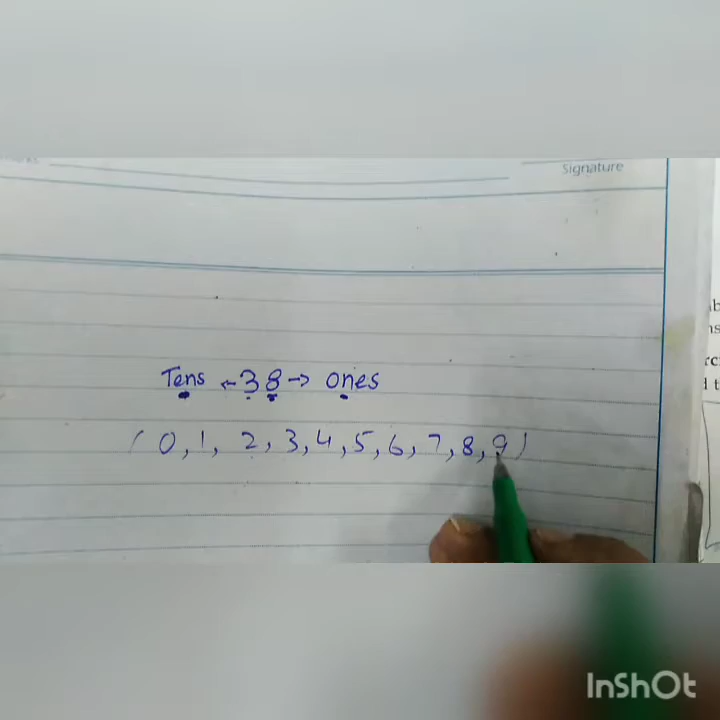 Signature
Tens ← 38 → ones
(0, 1, 2, 3, 4, 5, 6, 7, 8, 9)
InShOt